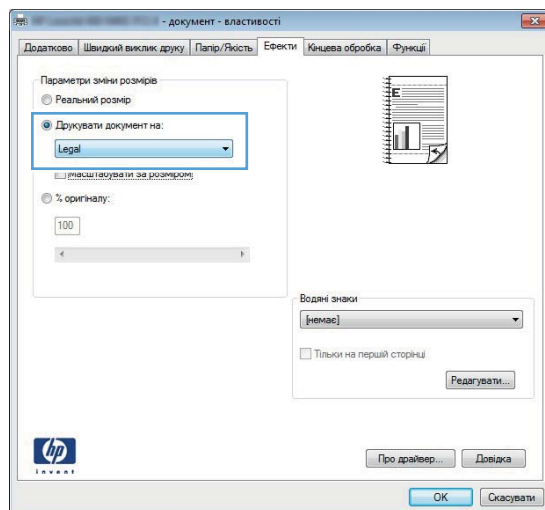 - документ - властивості
Додатково Швидкий виклик друку Папір/Якість Ефекти Кінцева обробка Функції
Параметри зміни розмірів
Реальний розмір
Друкувати документ на:
Legal
Масштабувати за розміром
% оригіналу:
100
E
Водяні знаки
[немає]
Тільки на першій сторінці
Редагувати...
hp
invent
Про драйвер... Довідка
OK Скасувати